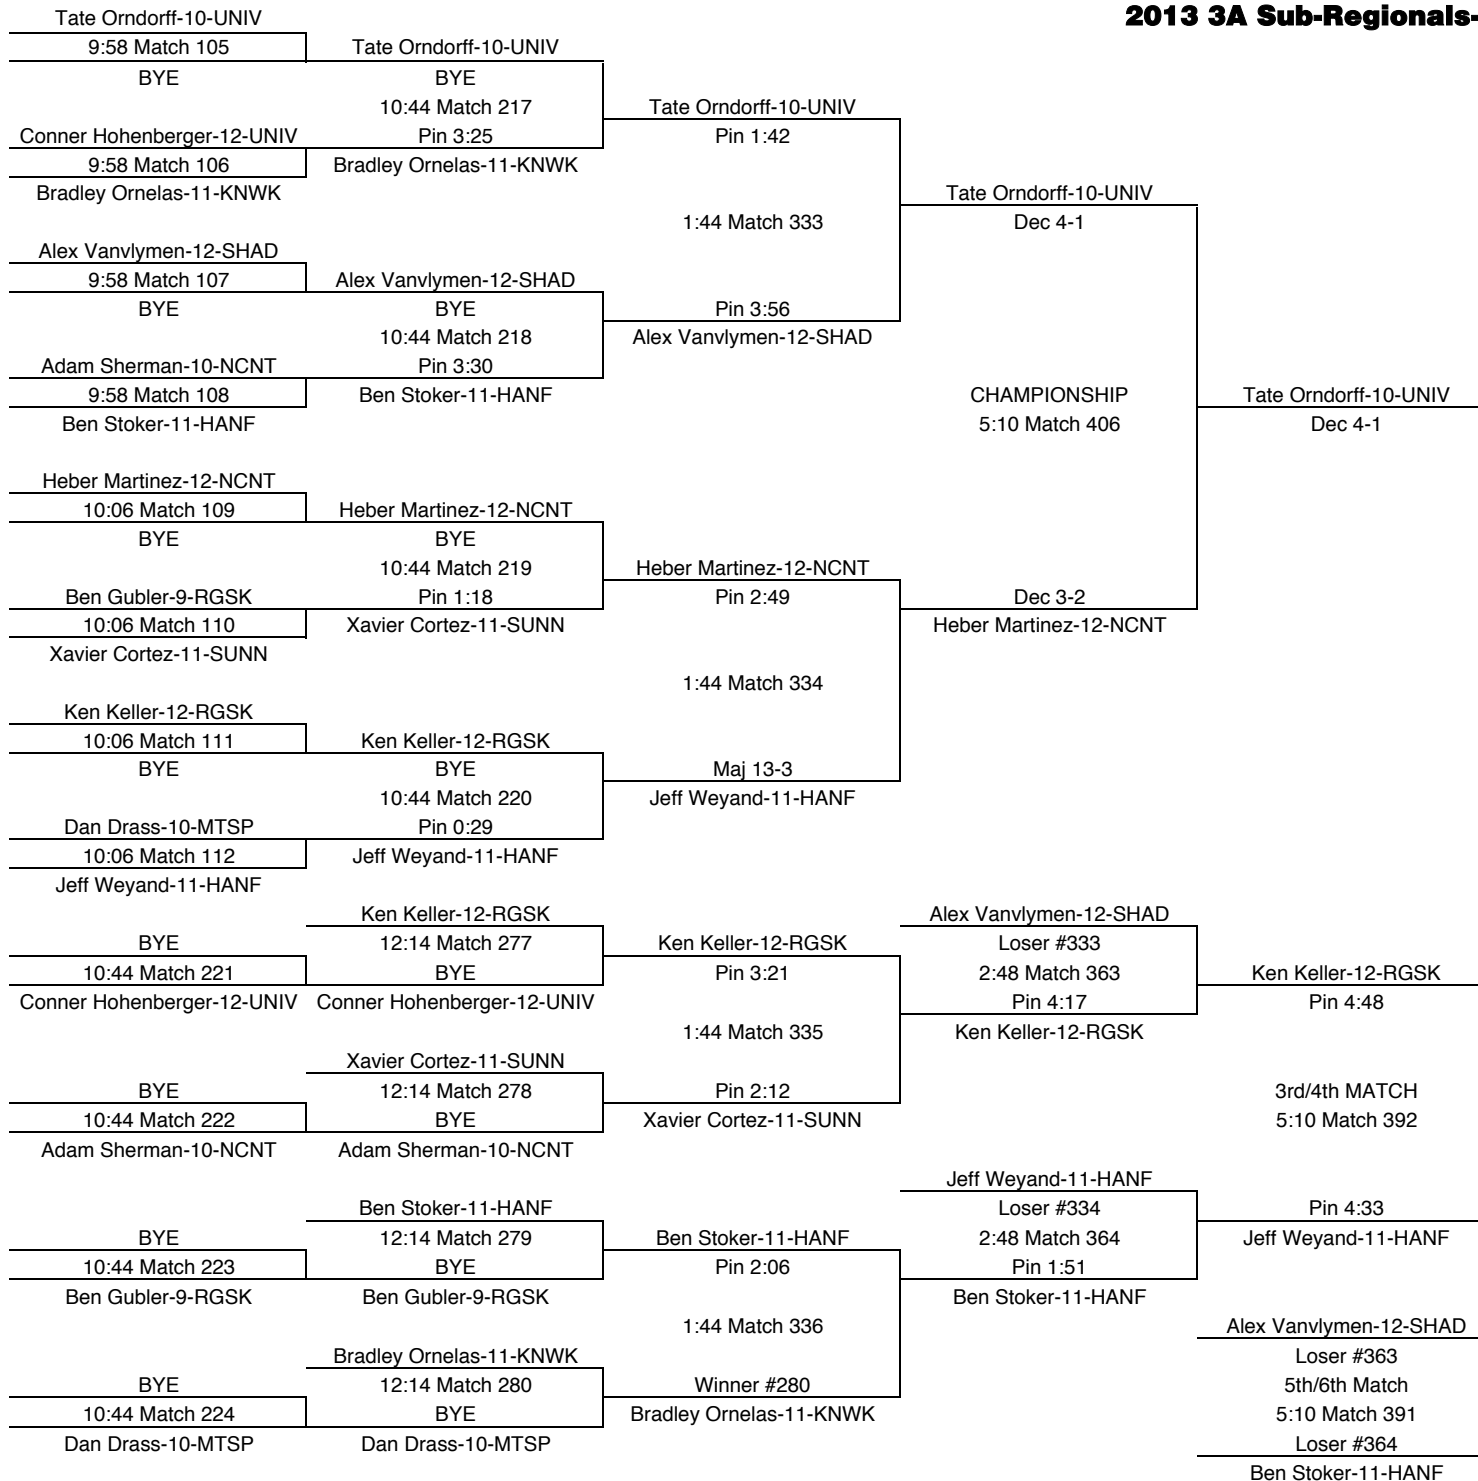 Tate Orndorff-10-UNIV
2013 3A Sub-Regionals-
9:58 Match 105
Tate Orndorff-10-UNIV
BYE
BYE
10:44 Match 217
Tate Orndorff-10-UNIV
Conner Hohenberger-12-UNIV
Pin 3:25
Pin 1:42
9:58 Match 106
Bradley Ornelas-11-KNWK
Bradley Ornelas-11-KNWK
Tate Orndorff-10-UNIV
1:44 Match 333
Dec 4-1
Alex Vanvlymen-12-SHAD
9:58 Match 107
Alex Vanvlymen-12-SHAD
BYE
BYE
Pin 3:56
10:44 Match 218
Alex Vanvlymen-12-SHAD
Adam Sherman-10-NCNT
Pin 3:30
9:58 Match 108
Ben Stoker-11-HANF
CHAMPIONSHIP
Tate Orndorff-10-UNIV
Ben Stoker-11-HANF
5:10 Match 406
Dec 4-1
Heber Martinez-12-NCNT
10:06 Match 109
Heber Martinez-12-NCNT
BYE
BYE
10:44 Match 219
Heber Martinez-12-NCNT
Ben Gubler-9-RGSK
Pin 1:18
Pin 2:49
Dec 3-2
10:06 Match 110
Xavier Cortez-11-SUNN
Heber Martinez-12-NCNT
Xavier Cortez-11-SUNN
1:44 Match 334
Ken Keller-12-RGSK
10:06 Match 111
Ken Keller-12-RGSK
BYE
BYE
Maj 13-3
10:44 Match 220
Jeff Weyand-11-HANF
Dan Drass-10-MTSP
Pin 0:29
10:06 Match 112
Jeff Weyand-11-HANF
Jeff Weyand-11-HANF
Ken Keller-12-RGSK
Alex Vanvlymen-12-SHAD
BYE
12:14 Match 277
Ken Keller-12-RGSK
Loser #333
10:44 Match 221
BYE
Pin 3:21
2:48 Match 363
Ken Keller-12-RGSK
Conner Hohenberger-12-UNIV
Conner Hohenberger-12-UNIV
Pin 4:17
Pin 4:48
1:44 Match 335
Ken Keller-12-RGSK
Xavier Cortez-11-SUNN
BYE
12:14 Match 278
Pin 2:12
3rd/4th MATCH
10:44 Match 222
BYE
Xavier Cortez-11-SUNN
5:10 Match 392
Adam Sherman-10-NCNT
Adam Sherman-10-NCNT
Jeff Weyand-11-HANF
Ben Stoker-11-HANF
Loser #334
Pin 4:33
BYE
12:14 Match 279
Ben Stoker-11-HANF
2:48 Match 364
Jeff Weyand-11-HANF
10:44 Match 223
BYE
Pin 2:06
Pin 1:51
Ben Gubler-9-RGSK
Ben Gubler-9-RGSK
Ben Stoker-11-HANF
1:44 Match 336
Alex Vanvlymen-12-SHAD
Bradley Ornelas-11-KNWK
Loser #363
BYE
12:14 Match 280
Winner #280
5th/6th Match
10:44 Match 224
BYE
Bradley Ornelas-11-KNWK
5:10 Match 391
Dan Drass-10-MTSP
Dan Drass-10-MTSP
Loser #364
Ben Stoker-11-HANF